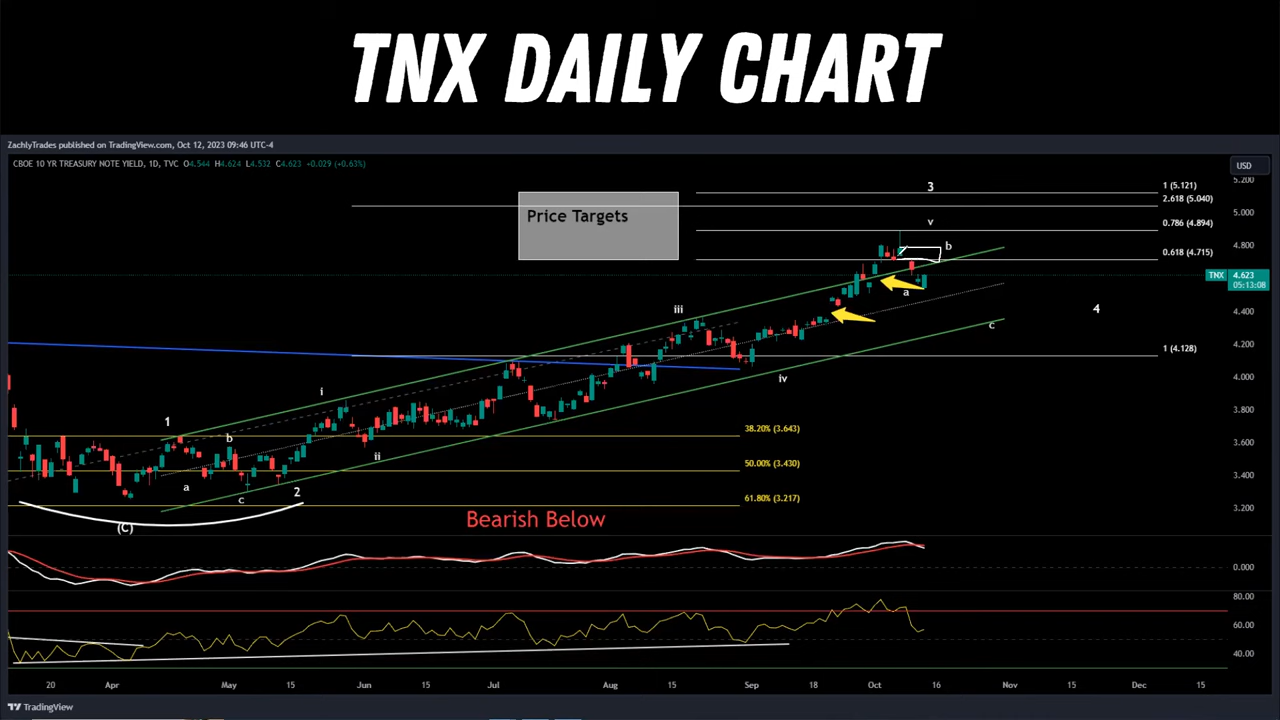 TNX DAILY CHART
ZachlyTrades published on TradingView.com, Oct 12, 2023 09:46 UTC-4
CBOE 10 YR TREASURY NOTE YIELD, 1D, TVC O4.544 H4.624 L4.532 C4.623 +0.029 (+0.63%)
USD
5.200
3
1 (5.121)
2.618 (5.040)
Price Targets
5.000
v
0.786 (4.894)
b
4.800
0.618 (4.715)
TNX 4.623
05:13:08
a
iii
4
4.400
c
4.200
1 (4.128)
iv
4.000
i
3.800
1
b
38.20% (3.643)
3.600
ii
50.00% (3.430)
3.400
a
c
2
61.80% (3.217)
3.200
(C)
Bearish Below
0.000
80.00
60.00
40.00
20 Apr May 15 Jun 15 Jul Aug 15 Sep 18 Oct 16 Nov 15 Dec 15
TradingView